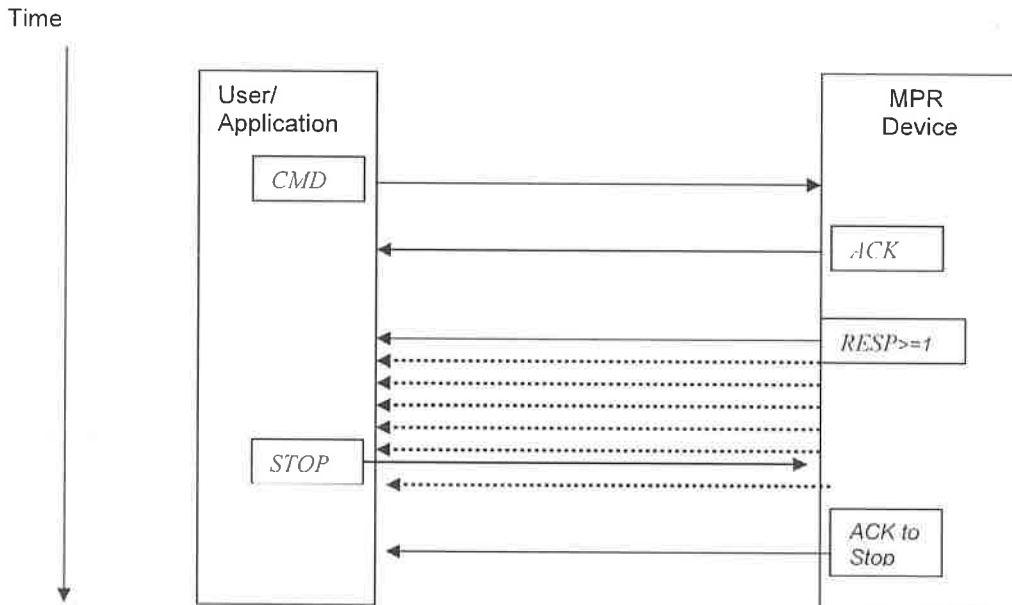 Time
User/
Application
MPR
Device
CMD
ACK
RESP>=1
STOP
ACK to
Stop